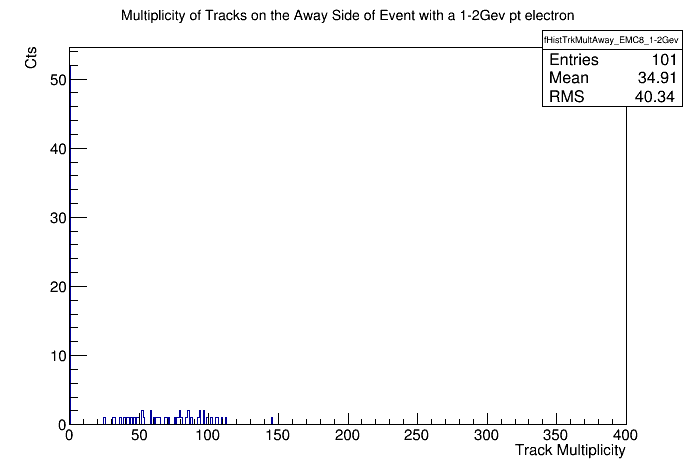 Multiplicity of Tracks on the Away Side of Event with a 1-2Gev pt electron
fHistTrkMultAway_EMC8_1-2Gev
Entries 101
Mean 34.91
RMS 40.34
Cts
50
40
30
20
10
0
0 50 100 150 200 250 300 350 400
Track Multiplicity